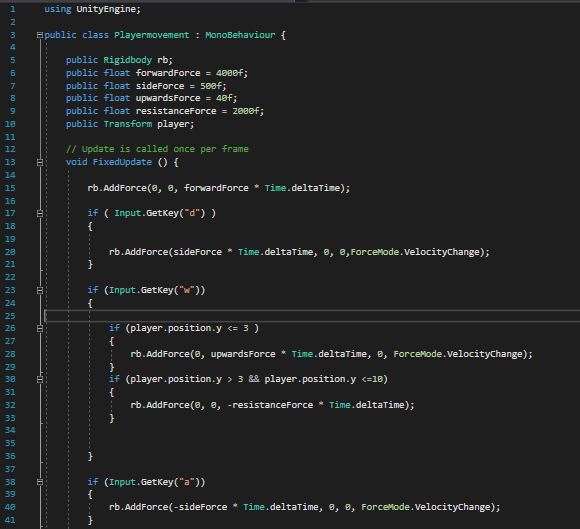 1 using UnityEngine;
2
3 public class Playermovement : MonoBehaviour {
4
5 public Rigidbody rb;
6 public float forwardForce = 4000f;
7 public float sideForce = 500f;
8 public float upwardsForce = 40f;
9 public float resistanceForce = 2000f;
10 public Transform player;
11
12 // Update is called once per frame
13 void FixedUpdate () {
14
15 rb.AddForce(0, 0, forwardForce * Time.deltaTime);
16
17 if ( Input.GetKey("d") )
18 {
19
20 rb.AddForce(sideForce * Time.deltaTime, 0, 0,ForceMode.VelocityChange);
21 }
22
23 if (Input.GetKey("w"))
24 {
25
26 if (player.position.y <= 3 )
27 {
28 rb.AddForce(0, upwardsForce * Time.deltaTime, 0, ForceMode.VelocityChange);
29 }
30 if (player.position.y > 3 && player.position.y <=10)
31 {
32 rb.AddForce(0, 0, -resistanceForce * Time.deltaTime);
33 }
34
35
36 }
37
38 if (Input.GetKey("a"))
39 {
40 rb.AddForce(-sideForce * Time.deltaTime, 0, 0, ForceMode.VelocityChange);
41 }